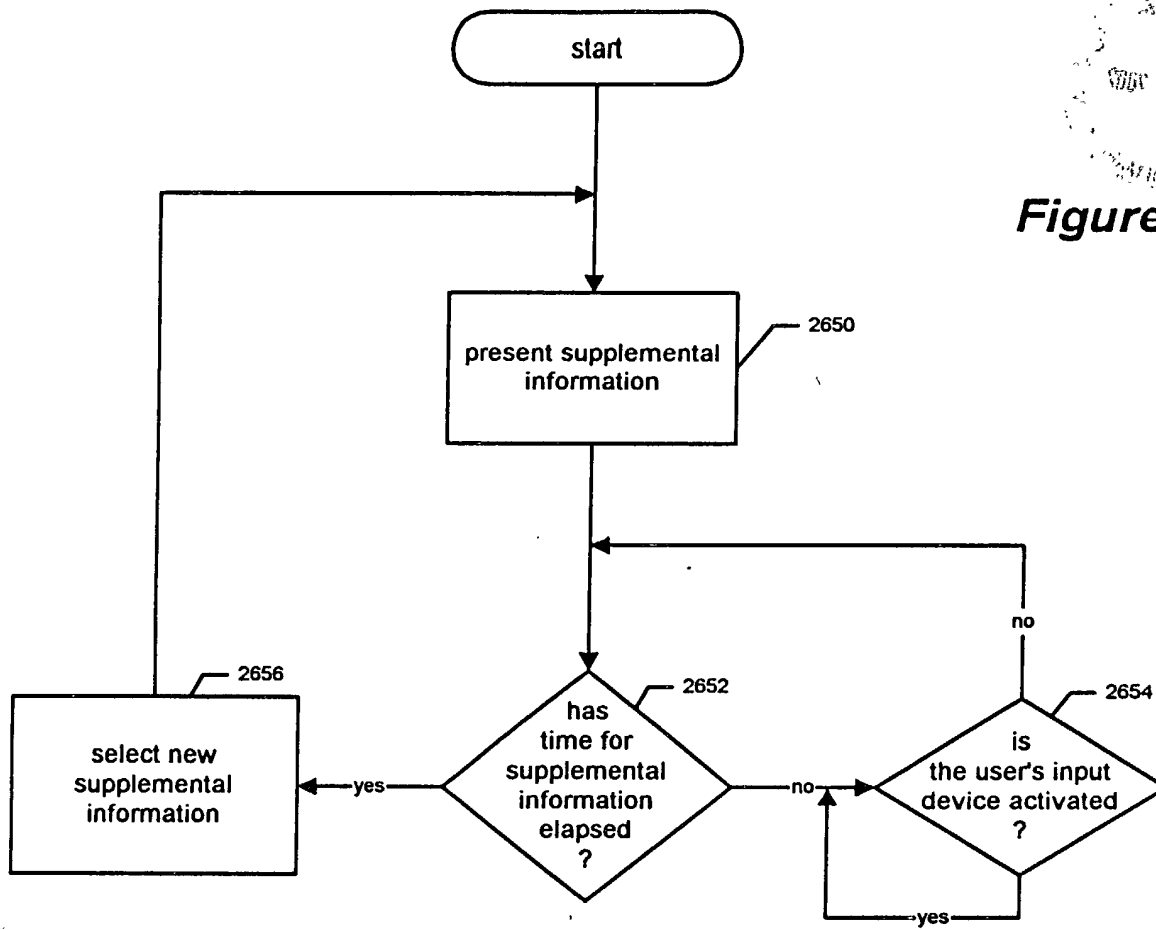 start
Figure
present supplemental
information
2650
no
2656
2652
2654
select new
supplemental
information
yes
has
time for
supplemental
information
elapsed
?
no
is
the user's input
device activated
?
yes